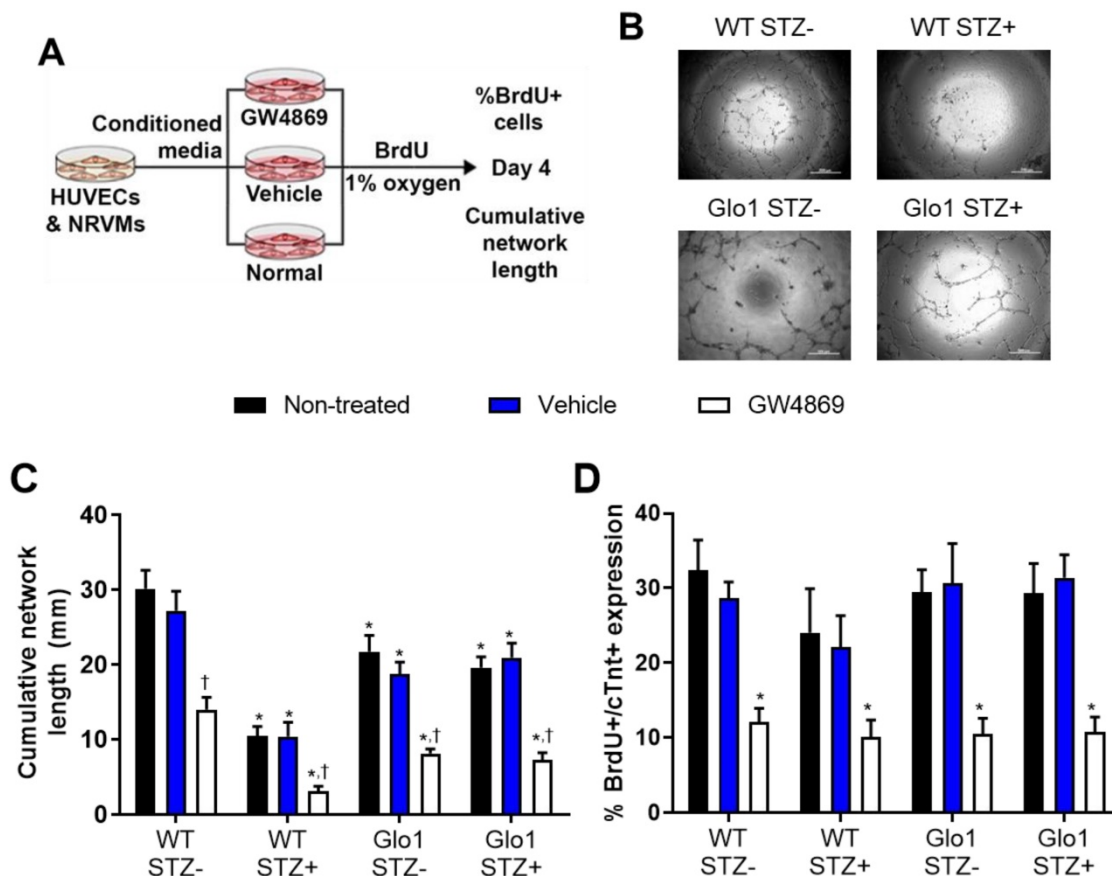 A
Conditioned
media
HUVECs
& NRVMs
GW4869
Vehicle
Normal
BrdU
1% oxygen
%BrdU+
cells
Day 4
Cumulative
network
length
B
WT STZ-
WT STZ+
Glo1 STZ-
Glo1 STZ+
Non-treated
Vehicle
GW4869
C
Cumulative network
length (mm)
40
30
20
10
0
†
*
*
*,†
*
*
*,†
*
*
*,†
WT
STZ-
WT
STZ+
Glo1
STZ-
Glo1
STZ+
D
% BrdU+/cTnt+ expression
40
30
20
10
0
*
*
*
*
WT
STZ-
WT
STZ+
Glo1
STZ-
Glo1
STZ+